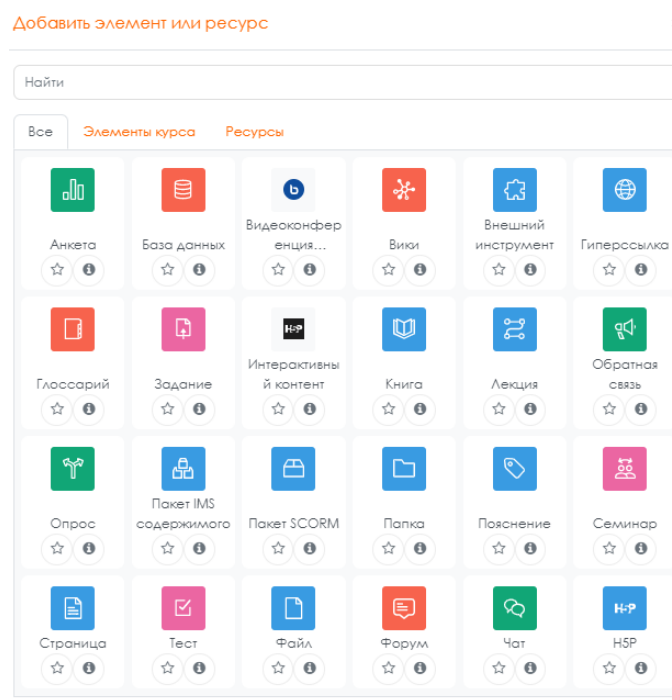 Добавить элемент или ресурс
Найти
Все Элементы курса Ресурсы
Анкета
База данных
Видеоконфер
енция...
Вики
Внешний
инструмент
Гиперссылка
Глоссарий
Задание
H5P
Интерактивны
й контент
Книга
Лекция
Обратная
связь
Опрос
Пакет IMS
содержимого
Пакет SCORM
Папка
Пояснение
Семинар
Страница
Тест
Файл
Форум
Чат
H5P
H5P